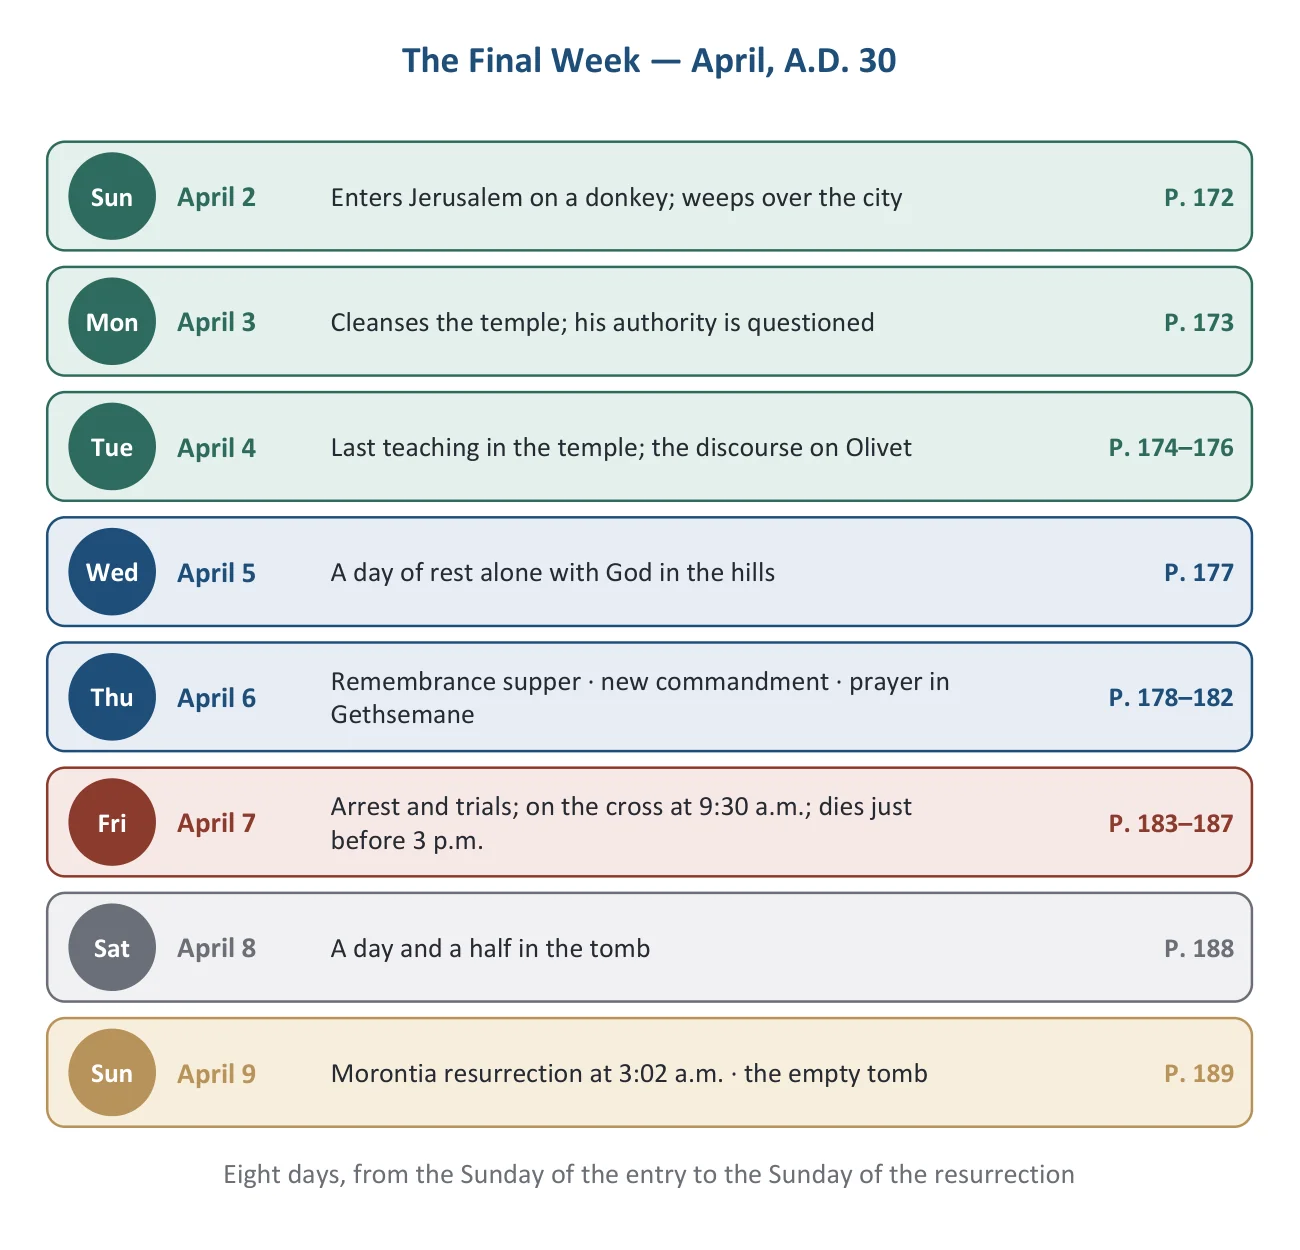 The Final Week — April, A.D. 30
Sun April 2 Enters Jerusalem on a donkey; weeps over the city P. 172
Mon April 3 Cleanses the temple; his authority is questioned P. 173
Tue April 4 Last teaching in the temple; the discourse on Olivet P. 174–176
Wed April 5 A day of rest alone with God in the hills P. 177
Thu April 6 Remembrance supper · new commandment · prayer in
Gethsemane P. 178–182
Fri April 7 Arrest and trials; on the cross at 9:30 a.m.; dies just
before 3 p.m. P. 183–187
Sat April 8 A day and a half in the tomb P. 188
Sun April 9 Morontia resurrection at 3:02 a.m. · the empty tomb P. 189
Eight days, from the Sunday of the entry to the Sunday of the resurrection